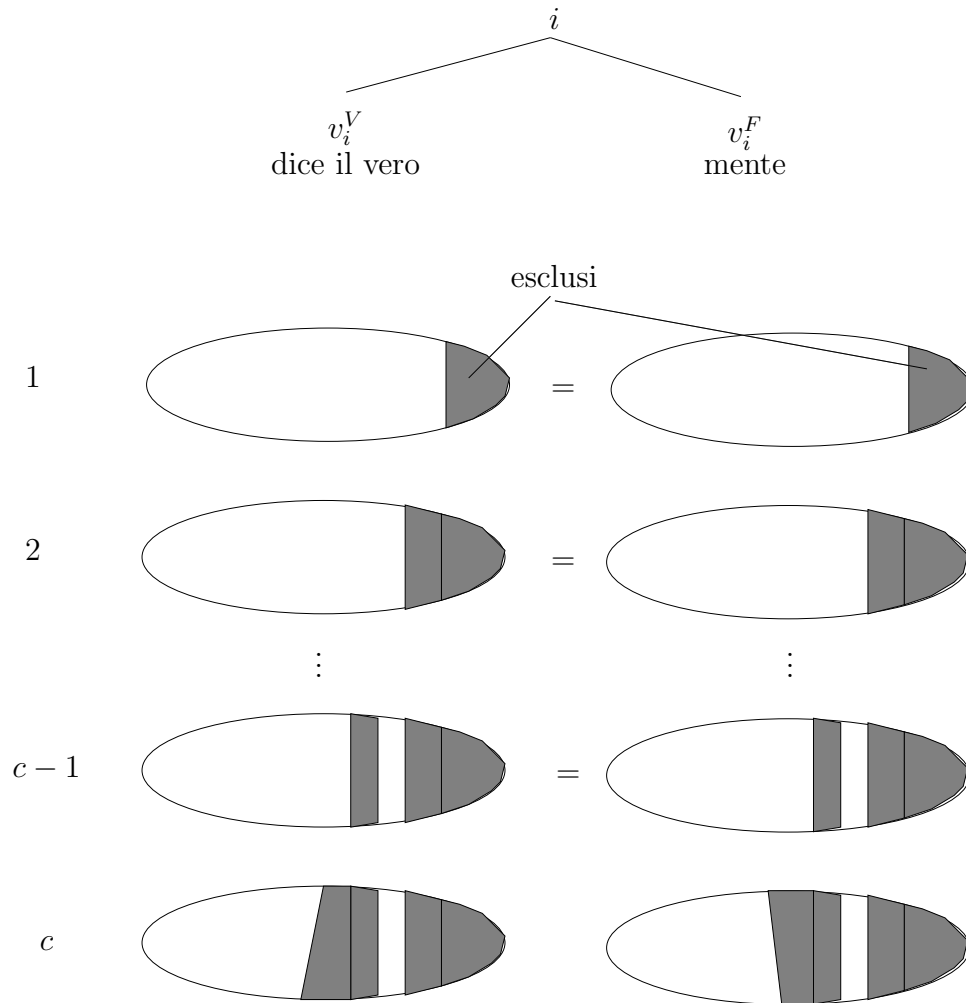 i
v_i^V v_i^F
dice il vero mente
esclusi
1 =
2 =
⋮ ⋮
c − 1 =
c